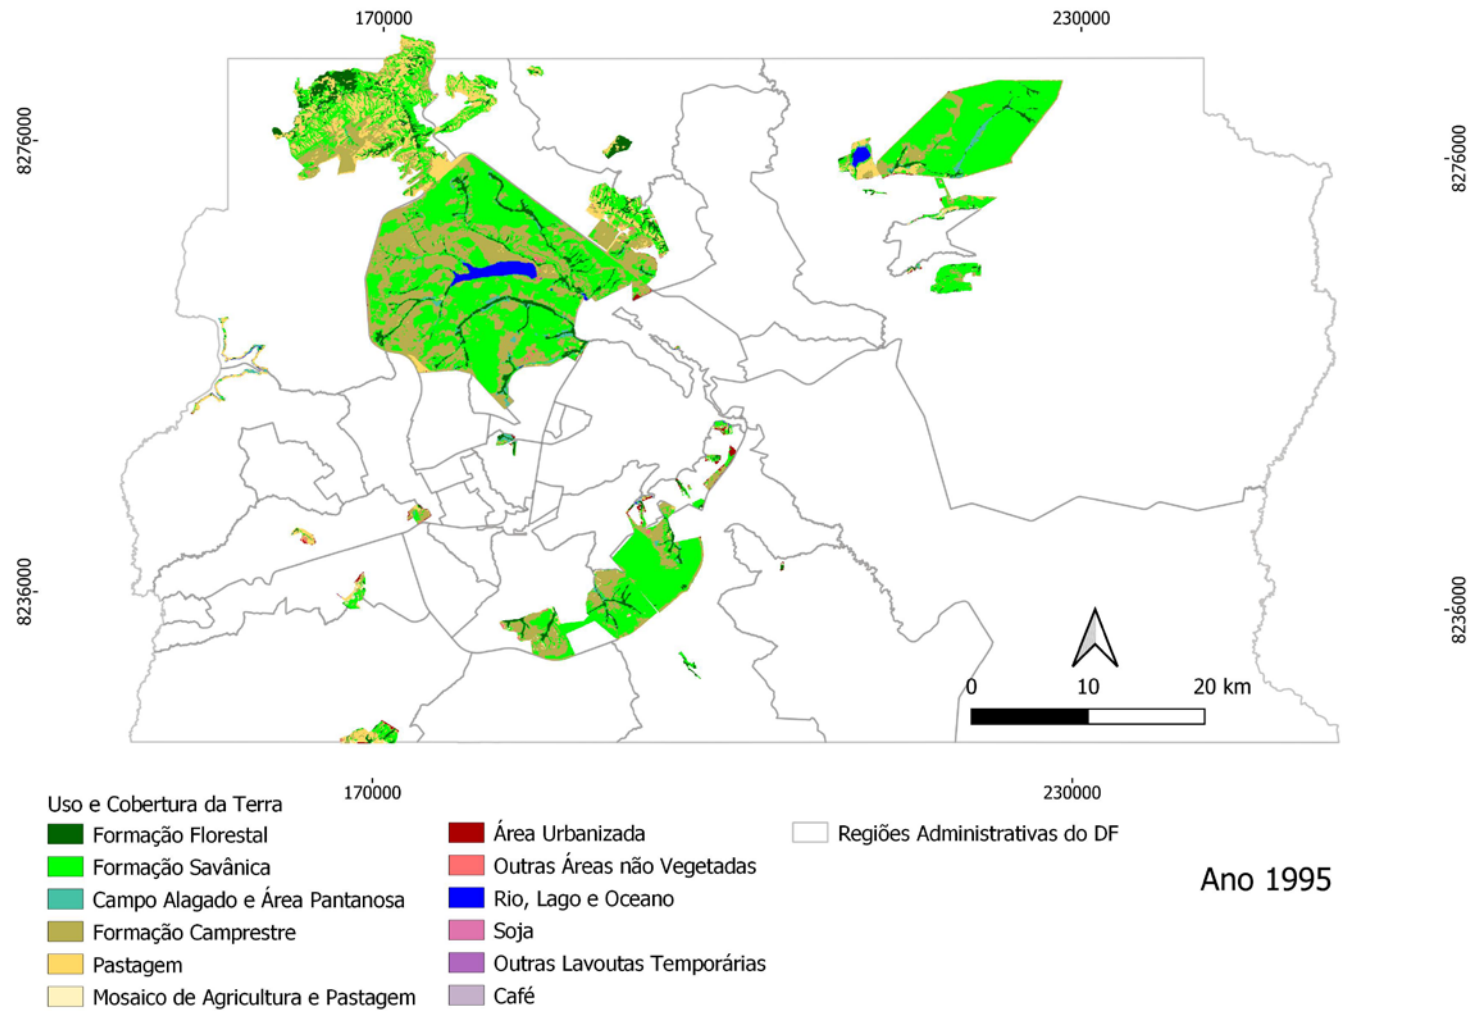 170000
230000
8276000
8276000
8236000
8236000
0 10 20 km
170000
230000
Uso e Cobertura da Terra
Formação Florestal
Formação Savânica
Campo Alagado e Área Pantanosa
Formação Camprestre
Pastagem
Mosaico de Agricultura e Pastagem
Área Urbanizada
Outras Áreas não Vegetadas
Rio, Lago e Oceano
Soja
Outras Lavoutas Temporárias
Café
Regiões Administrativas do DF
Ano 1995